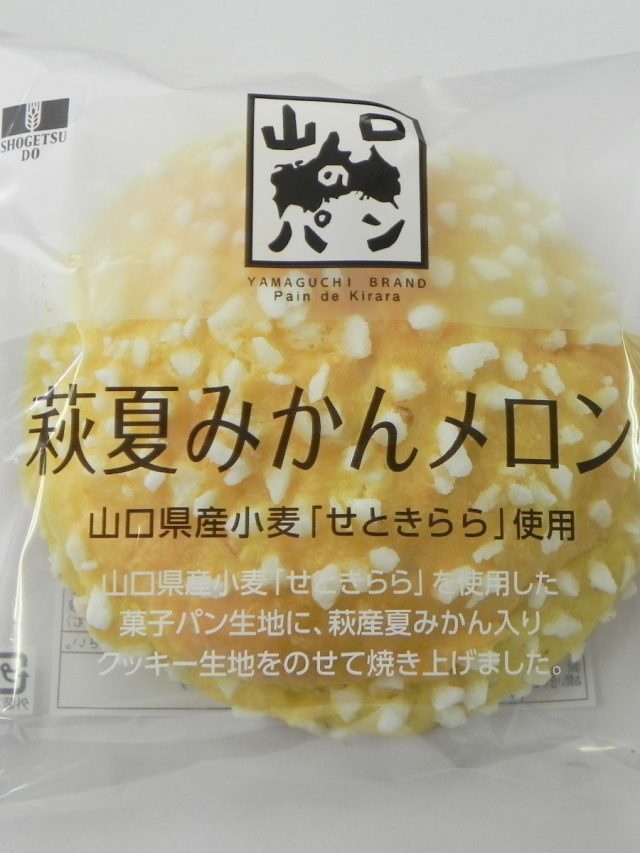 SHOGETSU
DO
山口
の
パン
YAMAGUCHI BRAND
Pain de Kirara
萩夏みかんメロン
山口県産小麦「せときらら」使用
山口県産小麦「せときらら」を使用した
菓子パン生地に、萩産夏みかん入り
クッキー生地をのせて焼き上げました。